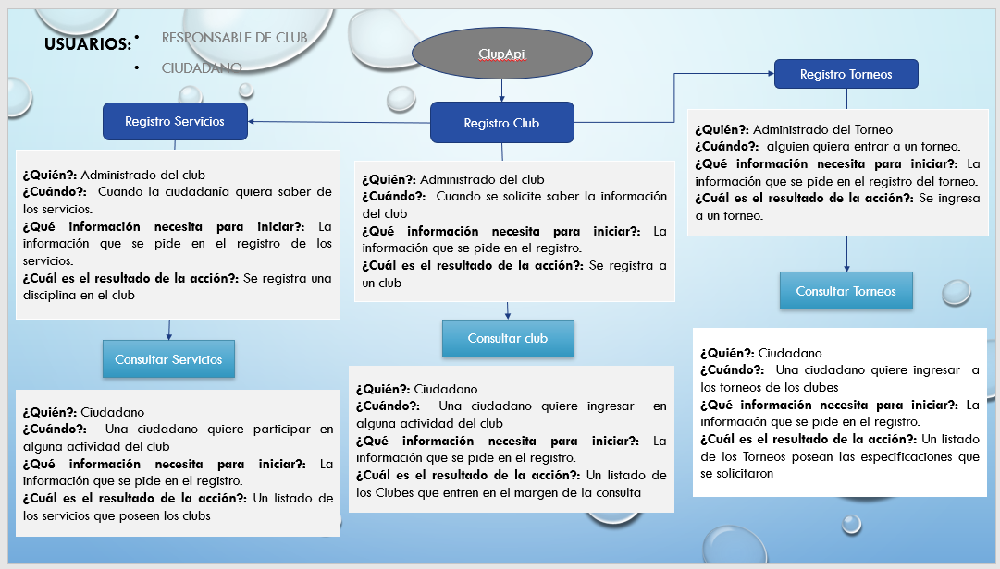 USUARIOS:
• RESPONSABLE DE CLUB
• CIUDADANO
ClupApi
Registro Servicios
Registro Club
Registro Torneos
¿Quién?: Administrado del club
¿Cuándo?: Cuando la ciudadanía quiera saber de
los servicios.
¿Qué información necesita para iniciar?: La
información que se pide en el registro de los
servicios.
¿Cuál es el resultado de la acción?: Se registra una
disciplina en el club
¿Quién?: Administrado del club
¿Cuándo?: Cuando se solicite saber la información
del club
¿Qué información necesita para iniciar?: La
información que se pide en el registro.
¿Cuál es el resultado de la acción?: Se registra a
un club
¿Quién?: Administrado del Torneo
¿Cuándo?: alguien quiera entrar a un torneo.
¿Qué información necesita para iniciar?: La
información que se pide en el registro del torneo.
¿Cuál es el resultado de la acción?: Se ingresa
a un torneo.
Consultar Servicios
Consultar club
Consultar Torneos
¿Quién?: Ciudadano
¿Cuándo?: Una ciudadano quiere participar en
alguna actividad del club
¿Qué información necesita para iniciar?: La
información que se pide en el registro.
¿Cuál es el resultado de la acción?: Un listado de
los servicios que poseen los clubs
¿Quién?: Ciudadano
¿Cuándo?: Una ciudadano quiere ingresar en
alguna actividad del club
¿Qué información necesita para iniciar?: La
información que se pide en el registro.
¿Cuál es el resultado de la acción?: Un listado de
los Clubes que entren en el margen de la consulta
¿Quién?: Ciudadano
¿Cuándo?: Una ciudadano quiere ingresar a
los torneos de los clubes
¿Qué información necesita para iniciar?: La
información que se pide en el registro.
¿Cuál es el resultado de la acción?: Un listado
de los Torneos posean las especificaciones que
se solicitaron